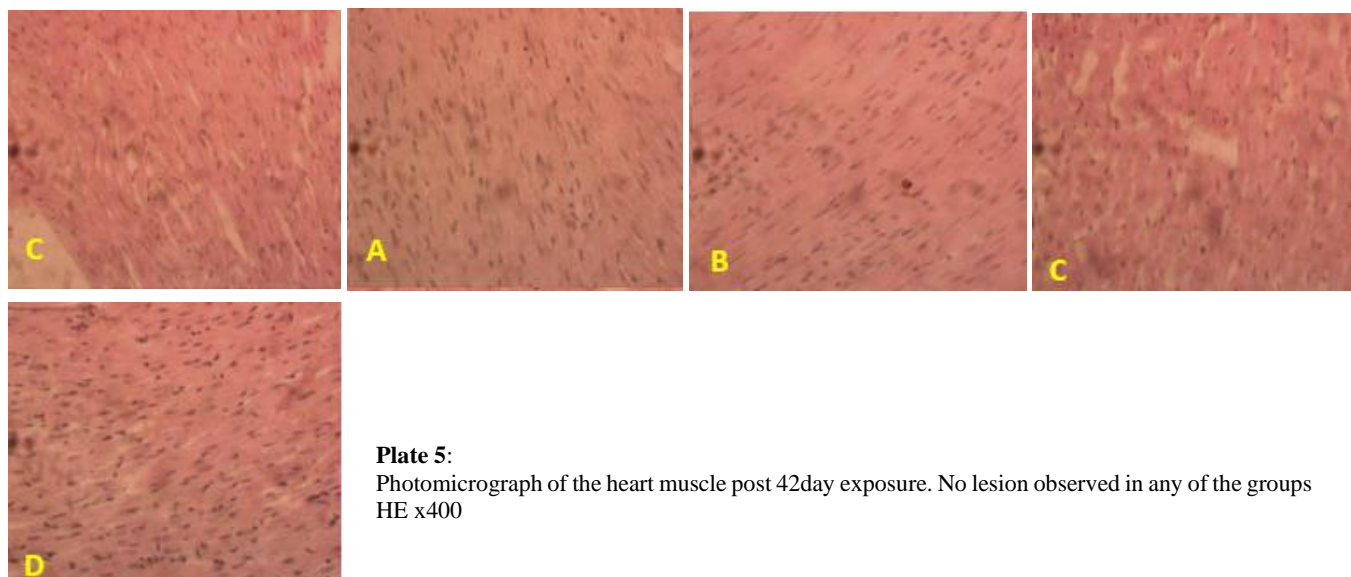 C
A
B
C
D
Plate 5:
Photomicrograph of the heart muscle post 42day exposure. No lesion observed in any of the groups
HE x400